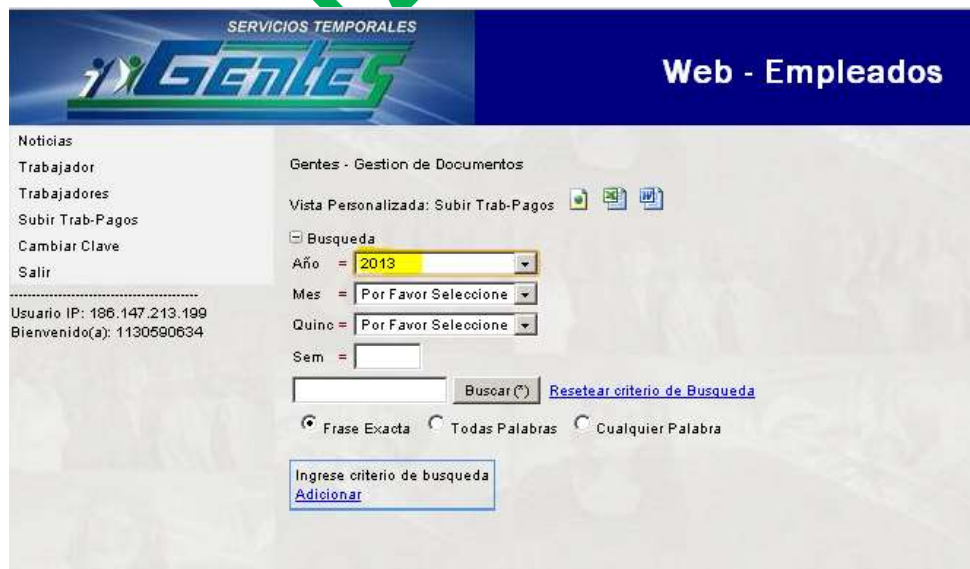 SERVICIOS TEMPORALES
Gentes
Web - Empleados
Noticias
Trabajador
Trabajadores
Subir Trab-Pagos
Cambiar Clave
Salir
Usuario IP: 186.147.213.199
Bienvenido(a): 1130590634
Gentes - Gestion de Documentos
Vista Personalizada: Subir Trab-Pagos
Busqueda
Año = 2013
Mes = Por Favor Seleccione
Quinc = Por Favor Seleccione
Sem =
Buscar (*) Resetear criterio de Busqueda
Frase Exacta Todas Palabras Cualquier Palabra
Ingrese criterio de busqueda
Adicionar